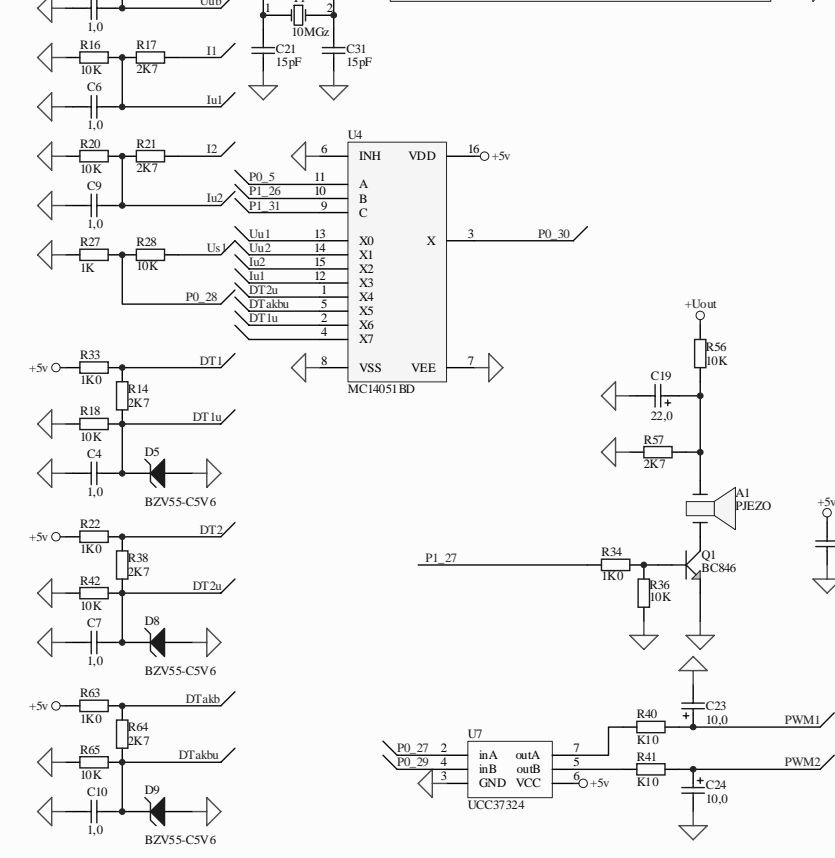 Uub
1,0
1 2
10MGz
C21
15pF
C31
15pF
R16 R17 I1
10K 2K7
C6
Iu1
1,0
R20 R21 I2
10K 2K7
C9
Iu2
1,0
R27 R28 Us1
1K 10K
P0_28
U4
6 INH VDD 16 +5v
P0_5 11 A
P1_26 10 B
P1_31 9 C
Uu1 13 X0 X 3 P0_30
Uu2 14 X1
Iu2 15 X2
Iu1 12 X3
DT2u 1 X4
DTakbu 5 X5
DT1u 2 X6
4 X7
8 VSS VEE 7
MC14051BD
+5v R33 DT1
1K0
R14
2K7
R18 DT1u
10K
C4 D5
1,0
BZV55-C5V6
+5v R22 DT2
1K0
R38
2K7
R42 DT2u
10K
C7 D8
1,0
BZV55-C5V6
+5v R63 DTakb
1K0
R64
2K7
R65 DTakbu
10K
C10 D9
1,0
BZV55-C5V6
+Uout
R56
10K
C19
+
22,0
R57
2K7
A1
PJEZO
+5v
P1_27 R34 Q1
1K0 BC846
R36
10K
C23
+ 10,0
R40 PWM1
K10
U7
P0_27 2 inA outA 7
P0_29 4 inB outB 5
3 GND VCC 6 +5v
UCC37324
R41 PWM2
K10
+ C24
10,0